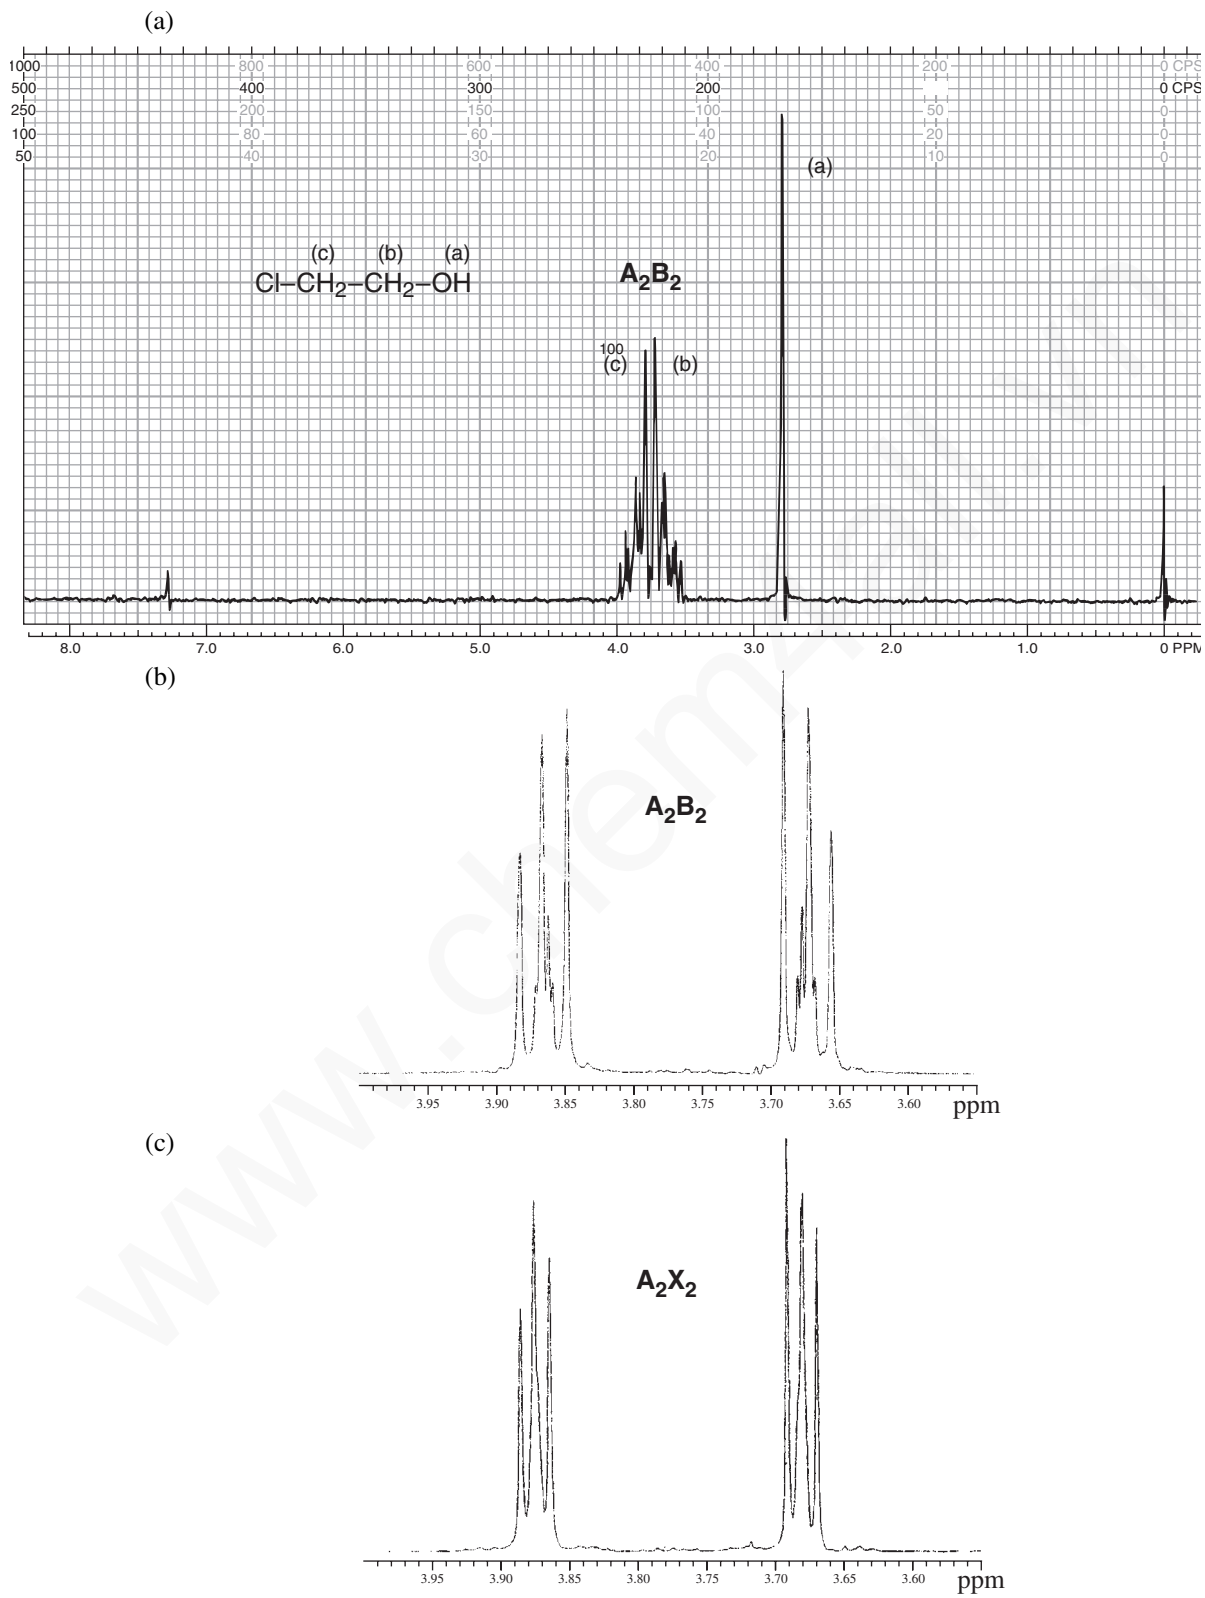 (a)
1000 800 600 400 200 0 CPS
500 400 300 200 0 CPS
250 200 150 100 50 0
100 80 60 40 20 0
50 40 30 20 10 0
(a)
(c) (b) (a)
Cl–CH2–CH2–OH
A2B2
100
(c) (b)
8.0 7.0 6.0 5.0 4.0 3.0 2.0 1.0 0 PPM
(b)
A2B2
3.95 3.90 3.85 3.80 3.75 3.70 3.65 3.60 ppm
(c)
A2X2
3.95 3.90 3.85 3.80 3.75 3.70 3.65 3.60 ppm